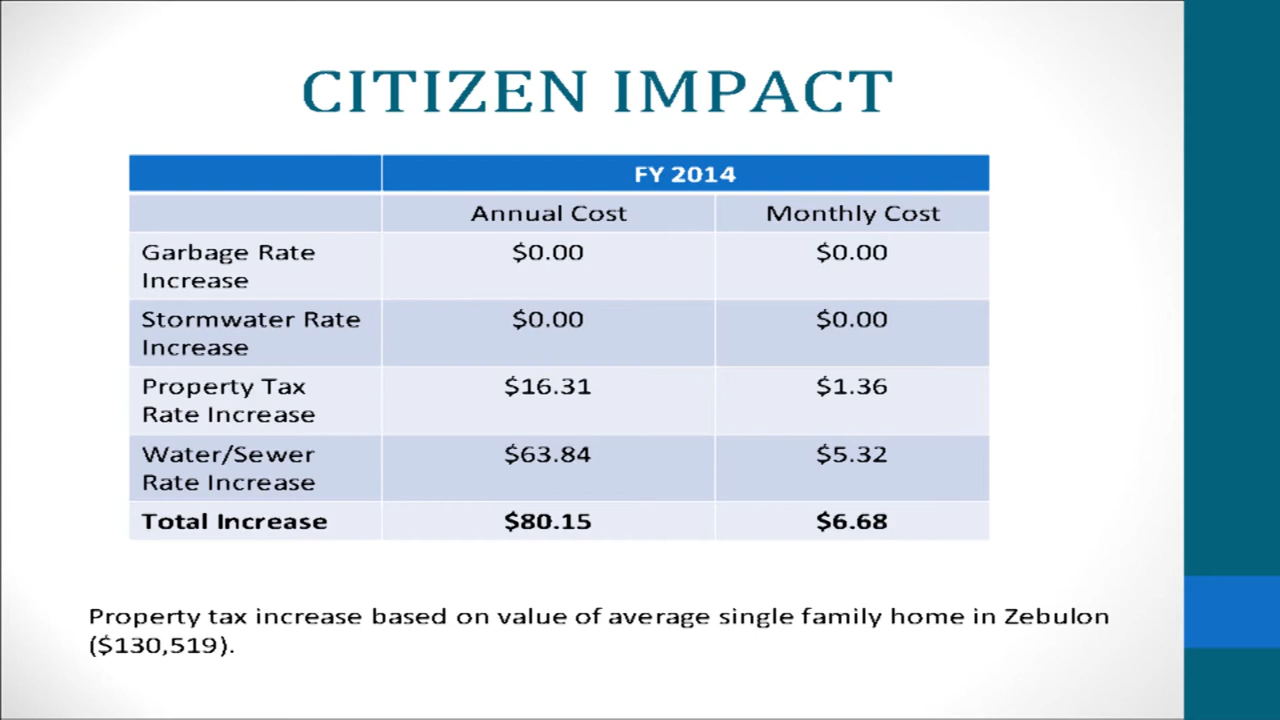 CITIZEN IMPACT
FY 2014
Annual Cost Monthly Cost
Garbage Rate
Increase
$0.00 $0.00
Stormwater Rate
Increase
$0.00 $0.00
Property Tax
Rate Increase
$16.31 $1.36
Water/Sewer
Rate Increase
$63.84 $5.32
Total Increase $80.15 $6.68
Property tax increase based on value of average single family home in Zebulon
($130,519).